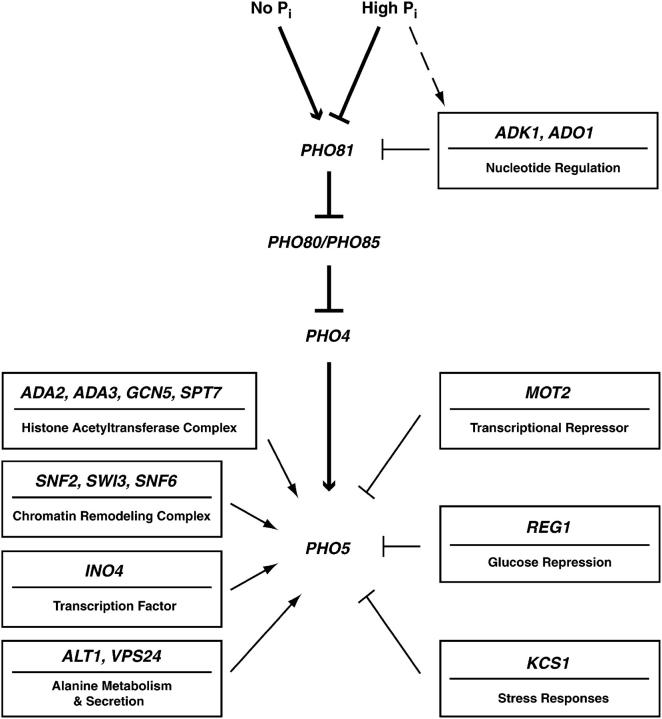 No Pi High Pi
ADK1, ADO1
Nucleotide Regulation
PHO81
PHO80/PHO85
PHO4
ADA2, ADA3, GCN5, SPT7
Histone Acetyltransferase Complex
SNF2, SWI3, SNF6
Chromatin Remodeling Complex
INO4
Transcription Factor
ALT1, VPS24
Alanine Metabolism
& Secretion
PHO5
MOT2
Transcriptional Repressor
REG1
Glucose Repression
KCS1
Stress Responses